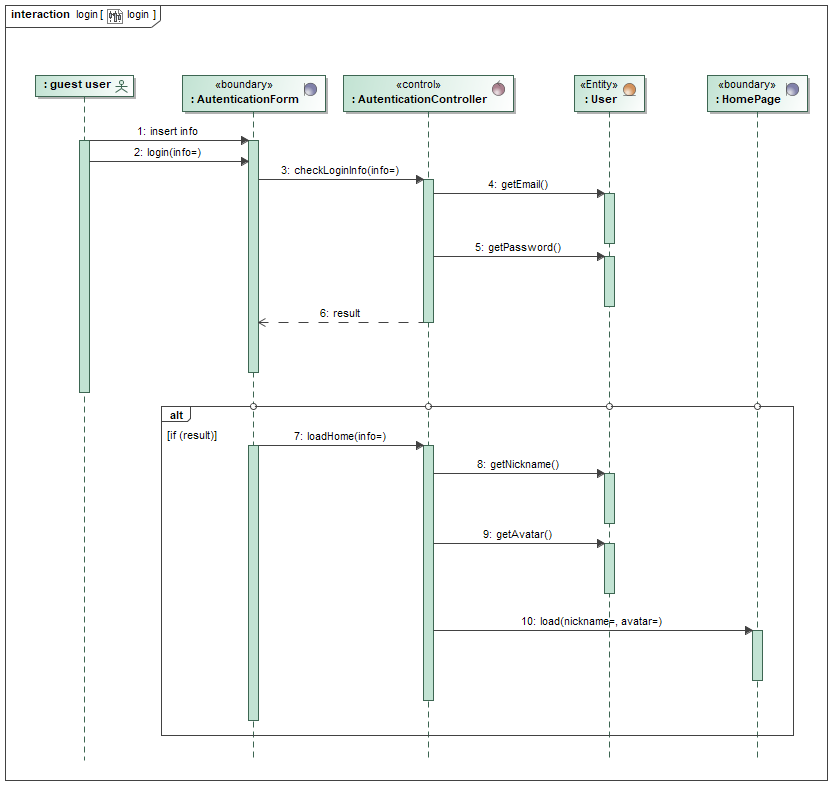 interaction login [ login ]
: guest user
«boundary»
: AutenticationForm
«control»
: AutenticationController
«Entity»
: User
«boundary»
: HomePage
1: insert info
2: login(info=)
3: checkLoginInfo(info=)
4: getEmail()
5: getPassword()
6: result
alt
[if (result)]
7: loadHome(info=)
8: getNickname()
9: getAvatar()
10: load(nickname=, avatar=)